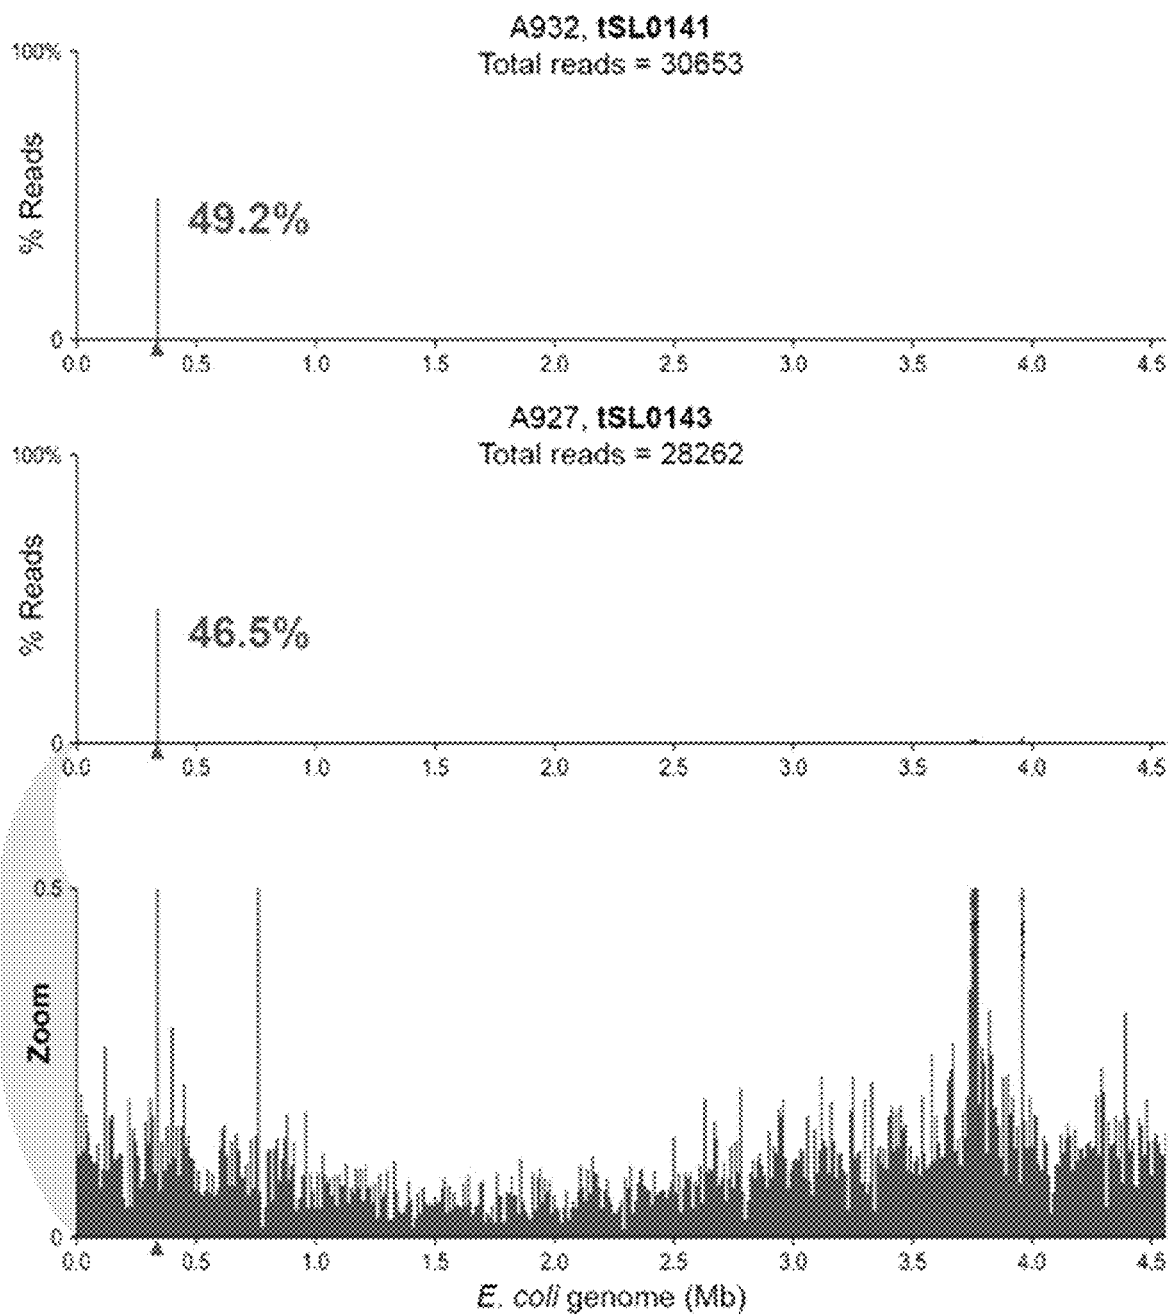 A932, tSL0141
Total reads = 30653
100%
% Reads
49.2%
0
0.0 0.5 1.0 1.5 2.0 2.5 3.0 3.5 4.0 4.5
A927, tSL0143
Total reads = 28262
100%
% Reads
46.5%
0
0.0 0.5 1.0 1.5 2.0 2.5 3.0 3.5 4.0 4.5
0.5
Zoom
0
0.0 0.5 1.0 1.5 2.0 2.5 3.0 3.5 4.0 4.5
E. coli genome (Mb)